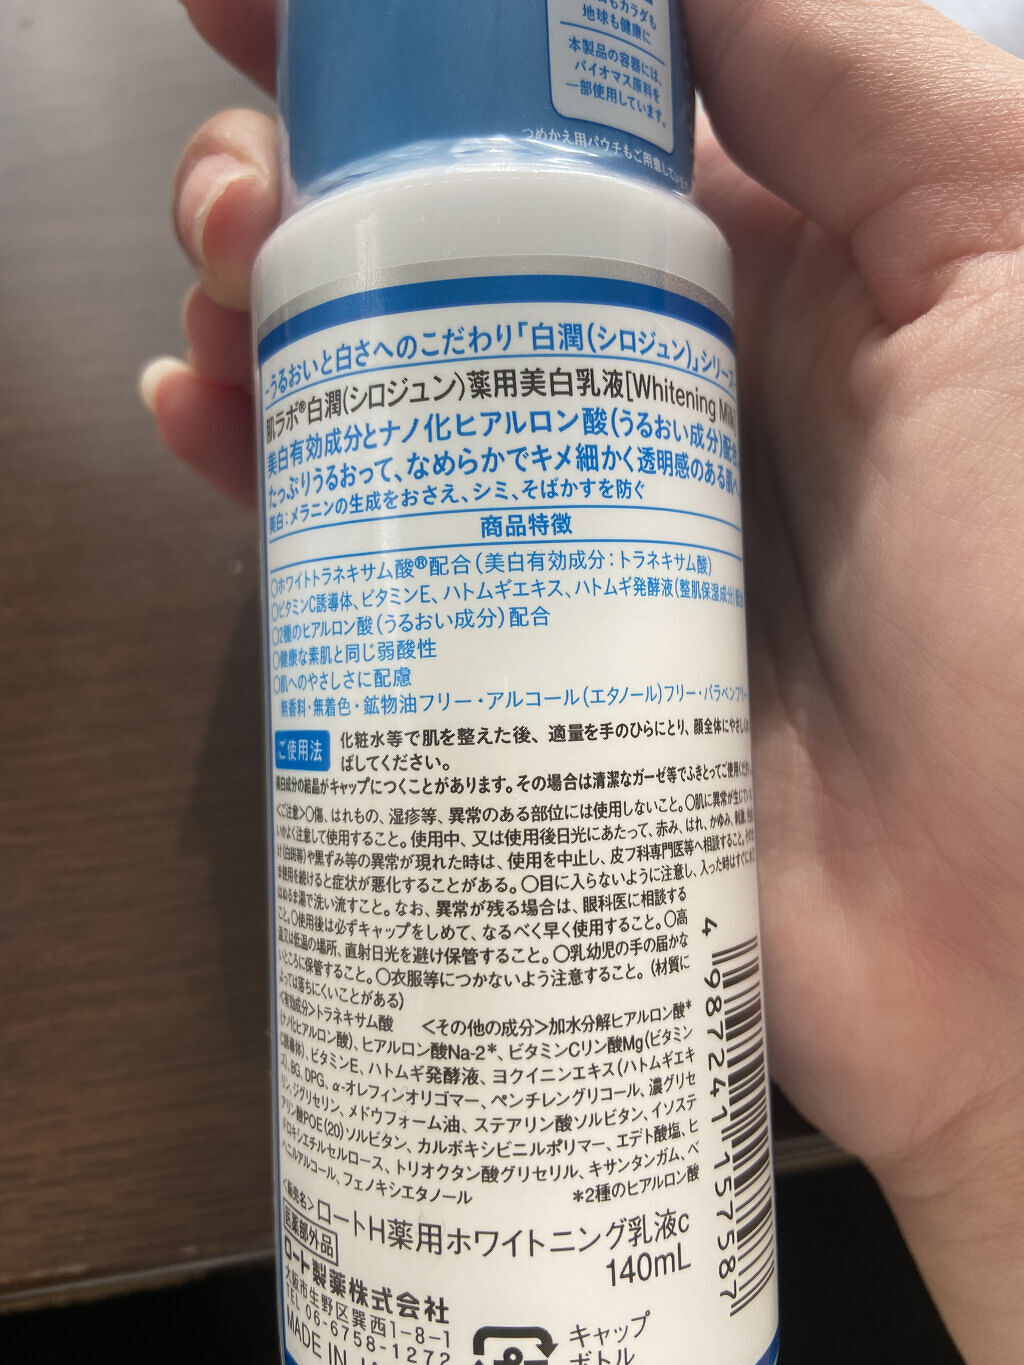 もカラダも
地球も健康に
本製品の容器には、
バイオマス原料を
一部使用しています。
つめかえ用パウチもご用意して
-うるおいと白さへのこだわり「白潤(シロジュン)」シリーズ-
肌ラボ®白潤(シロジュン)薬用美白乳液[Whitening Milk]
美白有効成分とナノ化ヒアルロン酸(うるおい成分)配合
たっぷりうるおって、なめらかでキメ細かく透明感のある肌へ
美白:メラニンの生成をおさえ、シミ、そばかすを防ぐ
商品特徴
○ホワイトトラネキサム酸®配合(美白有効成分:トラネキサム酸)
○ビタミンC誘導体、ビタミンE、ハトムギエキス、ハトムギ発酵液(整肌保湿成分)配合
○2種のヒアルロン酸(うるおい成分)配合
○健康な素肌と同じ弱酸性
○肌へのやさしさに配慮
無香料・無着色・鉱物油フリー・アルコール(エタノール)フリー・パラベンフリー
ご使用法
化粧水等で肌を整えた後、適量を手のひらにとり、顔全体にやさしく
ばしてください。
美白成分の結晶がキャップにつくことがあります。その場合は清潔なガーゼ等でふきとってご使用ください。
<ご注意>○傷、はれもの、湿疹等、異常のある部位には使用しないこと。○肌に異常が生じて
いかよく注意して使用すること。使用中、又は使用後日光にあたって、赤み、はれ、かゆみ、刺激、
け(白斑等)や黒ずみ等の異常が現れた時は、使用を中止し、皮フ科専門医等へ相談すること。
ま使用を続けると症状が悪化することがある。○目に入らないように注意し、入った時はすぐに
はぬるま湯で洗い流すこと。なお、異常が残る場合は、眼科医に相談する
こと。○使用後は必ずキャップをしめて、なるべく早く使用すること。○高
温又は低温の場所、直射日光を避け保管すること。○乳幼児の手の届かな
いところに保管すること。○衣服等につかないよう注意すること。(材質に
よっては落ちにくいことがある)
<有効成分>トラネキサム酸 <その他の成分>加水分解ヒアルロン酸*
(ナノ化ヒアルロン酸)、ヒアルロン酸Na-2*、ビタミンCリン酸Mg(ビタミン
C誘導体)、ビタミンE、ハトムギ発酵液、ヨクイニンエキス(ハトムギエキ
ス)、BG、DPG、α-オレフィンオリゴマー、ペンチレングリコール、濃グリセ
リン、ジグリセリン、メドウフォーム油、ステアリン酸ソルビタン、イソステ
アリン酸POE(20)ソルビタン、カルボキシビニルポリマー、エデト酸塩、ヒ
ドロキシエチルセルロース、トリオクタン酸グリセリル、キサンタンガム、ベ
ヘニルアルコール、フェノキシエタノール
*2種のヒアルロン酸
<販売名>ロートH薬用ホワイトニング乳液c
医薬部外品
140mL
ロート製薬株式会社
大阪市生野区巽西1-8-1
TEL 06-6758-1272
MADE IN
キャップ
ボトル
4 987241 157587